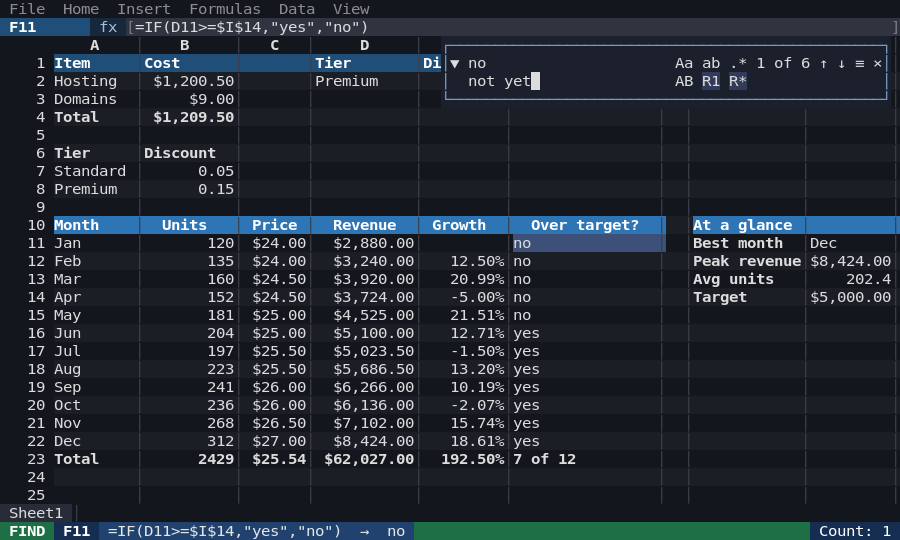 File Home Insert Formulas Data View
F11 fx [=IF(D11>=$I$14,"yes","no") ]
A B C D
1 Item Cost Tier Di ▼ no Aa ab .* 1 of 6 ↑ ↓ ≡ ×
2 Hosting $1,200.50 Premium not yet AB R1 R*
3 Domains $9.00
4 Total $1,209.50
5
6 Tier Discount
7 Standard 0.05
8 Premium 0.15
9
10 Month Units Price Revenue Growth Over target? At a glance
11 Jan 120 $24.00 $2,880.00 no Best month Dec
12 Feb 135 $24.00 $3,240.00 12.50% no Peak revenue $8,424.00
13 Mar 160 $24.50 $3,920.00 20.99% no Avg units 202.4
14 Apr 152 $24.50 $3,724.00 -5.00% no Target $5,000.00
15 May 181 $25.00 $4,525.00 21.51% no
16 Jun 204 $25.00 $5,100.00 12.71% yes
17 Jul 197 $25.50 $5,023.50 -1.50% yes
18 Aug 223 $25.50 $5,686.50 13.20% yes
19 Sep 241 $26.00 $6,266.00 10.19% yes
20 Oct 236 $26.00 $6,136.00 -2.07% yes
21 Nov 268 $26.50 $7,102.00 15.74% yes
22 Dec 312 $27.00 $8,424.00 18.61% yes
23 Total 2429 $25.54 $62,027.00 192.50% 7 of 12
24
25
Sheet1
FIND F11 =IF(D11>=$I$14,"yes","no") → no Count: 1